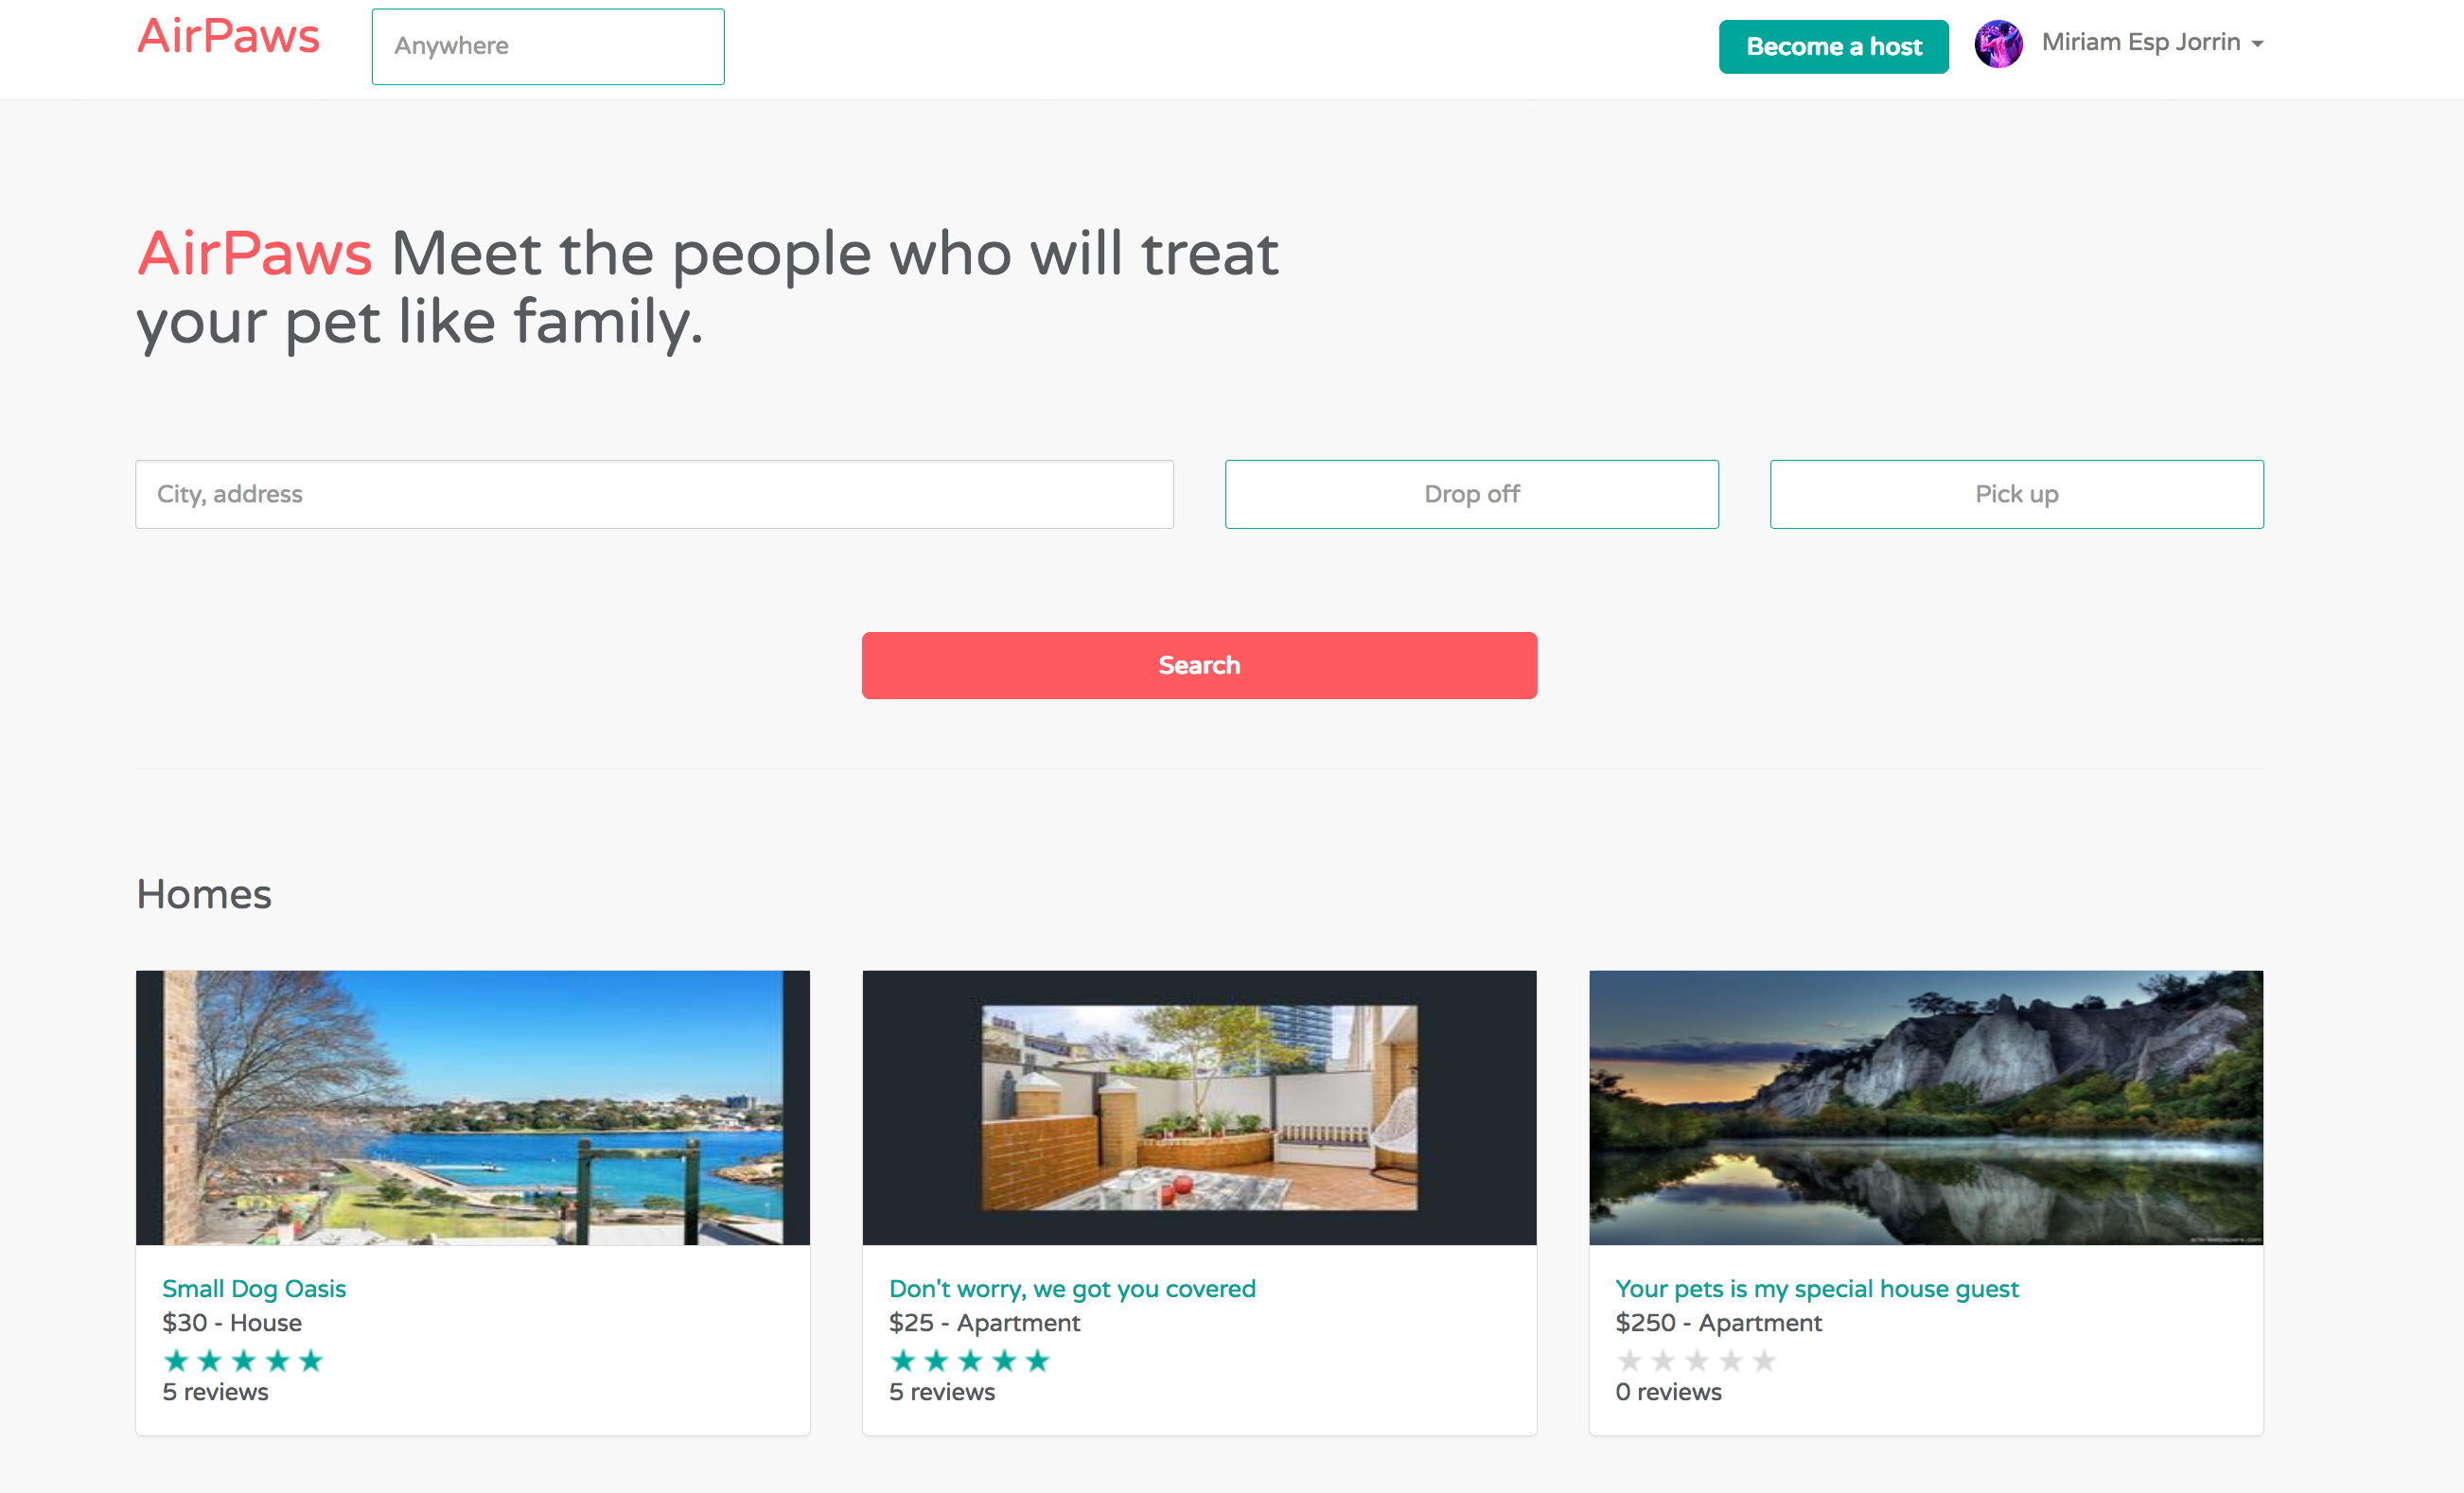 AirPaws
Anywhere
Become a host
Miriam Esp Jorrin
AirPaws Meet the people who will treat
your pet like family.
City, address
Drop off
Pick up
Search
Homes
Small Dog Oasis
$30 - House
5 reviews
Don't worry, we got you covered
$25 - Apartment
5 reviews
Your pets is my special house guest
$250 - Apartment
0 reviews